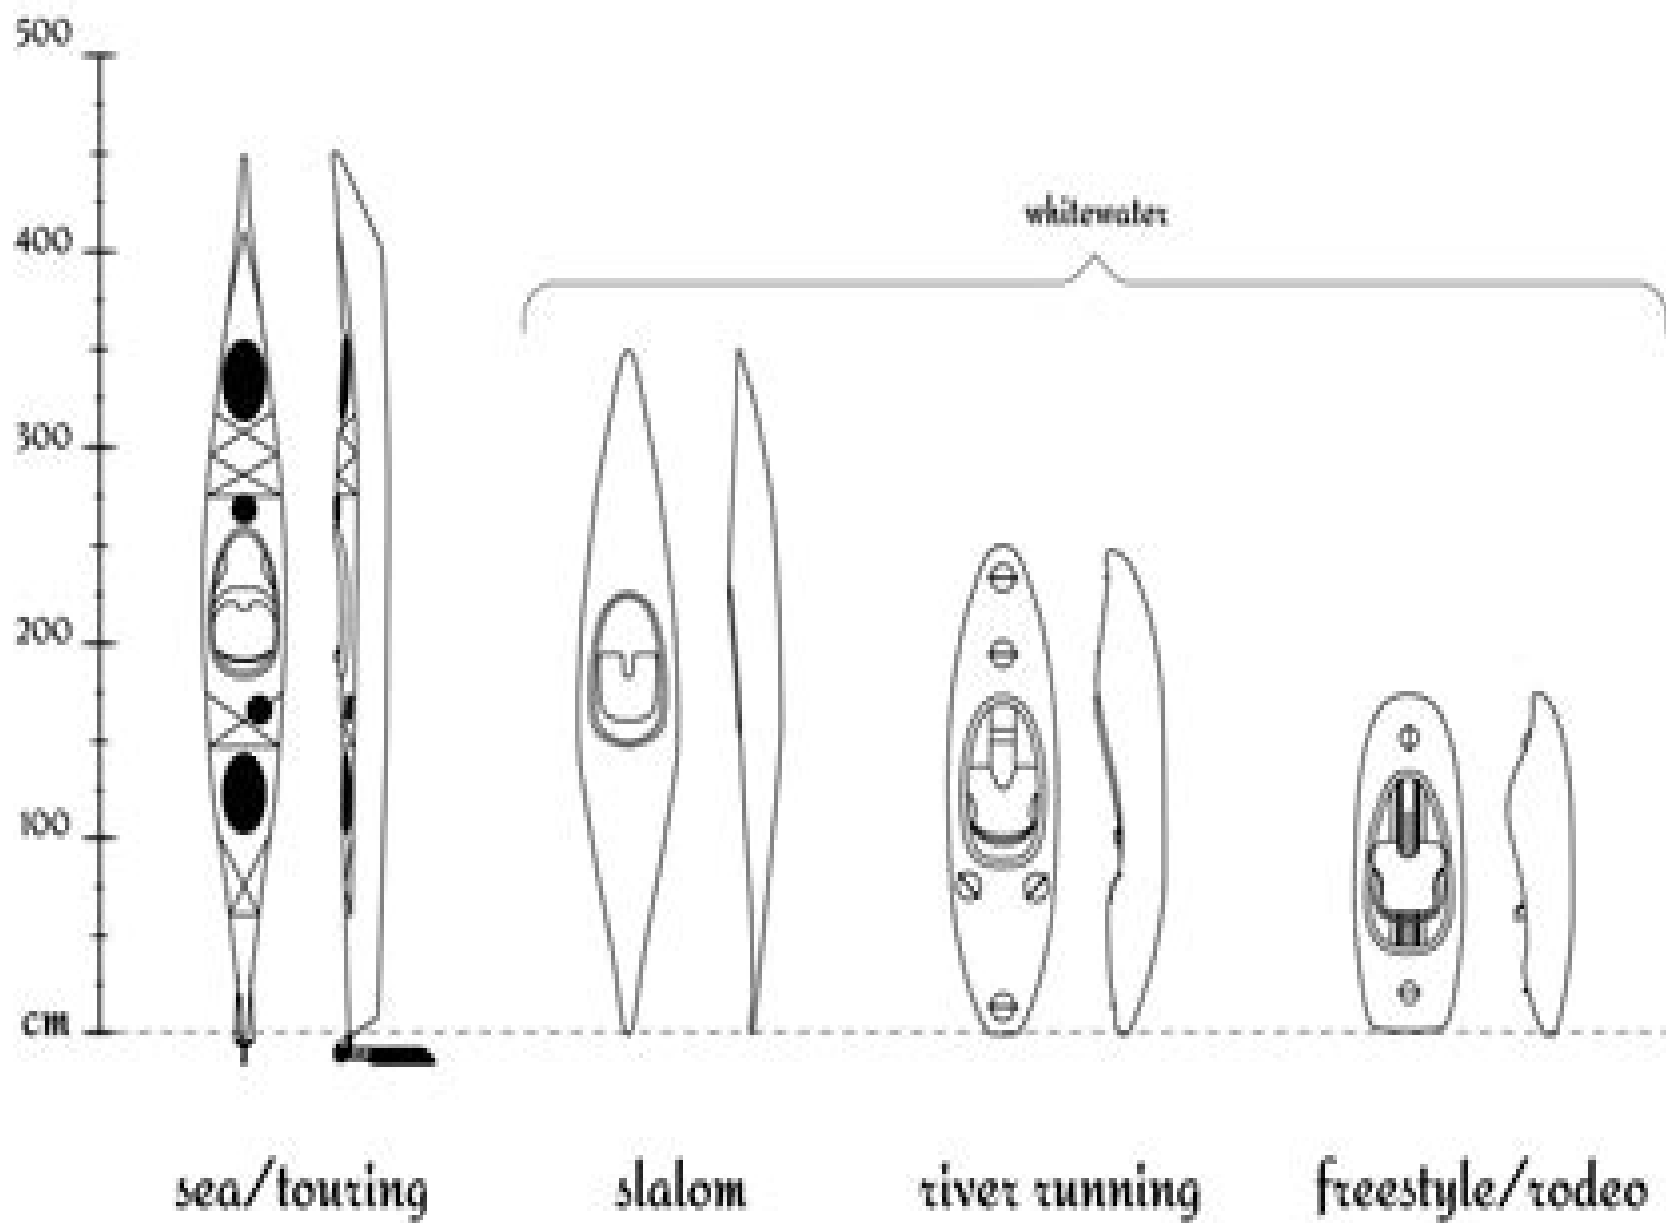 500
400
300
200
100
cm
whitewater
sea/touring
slalom
river running
freestyle/rodeo